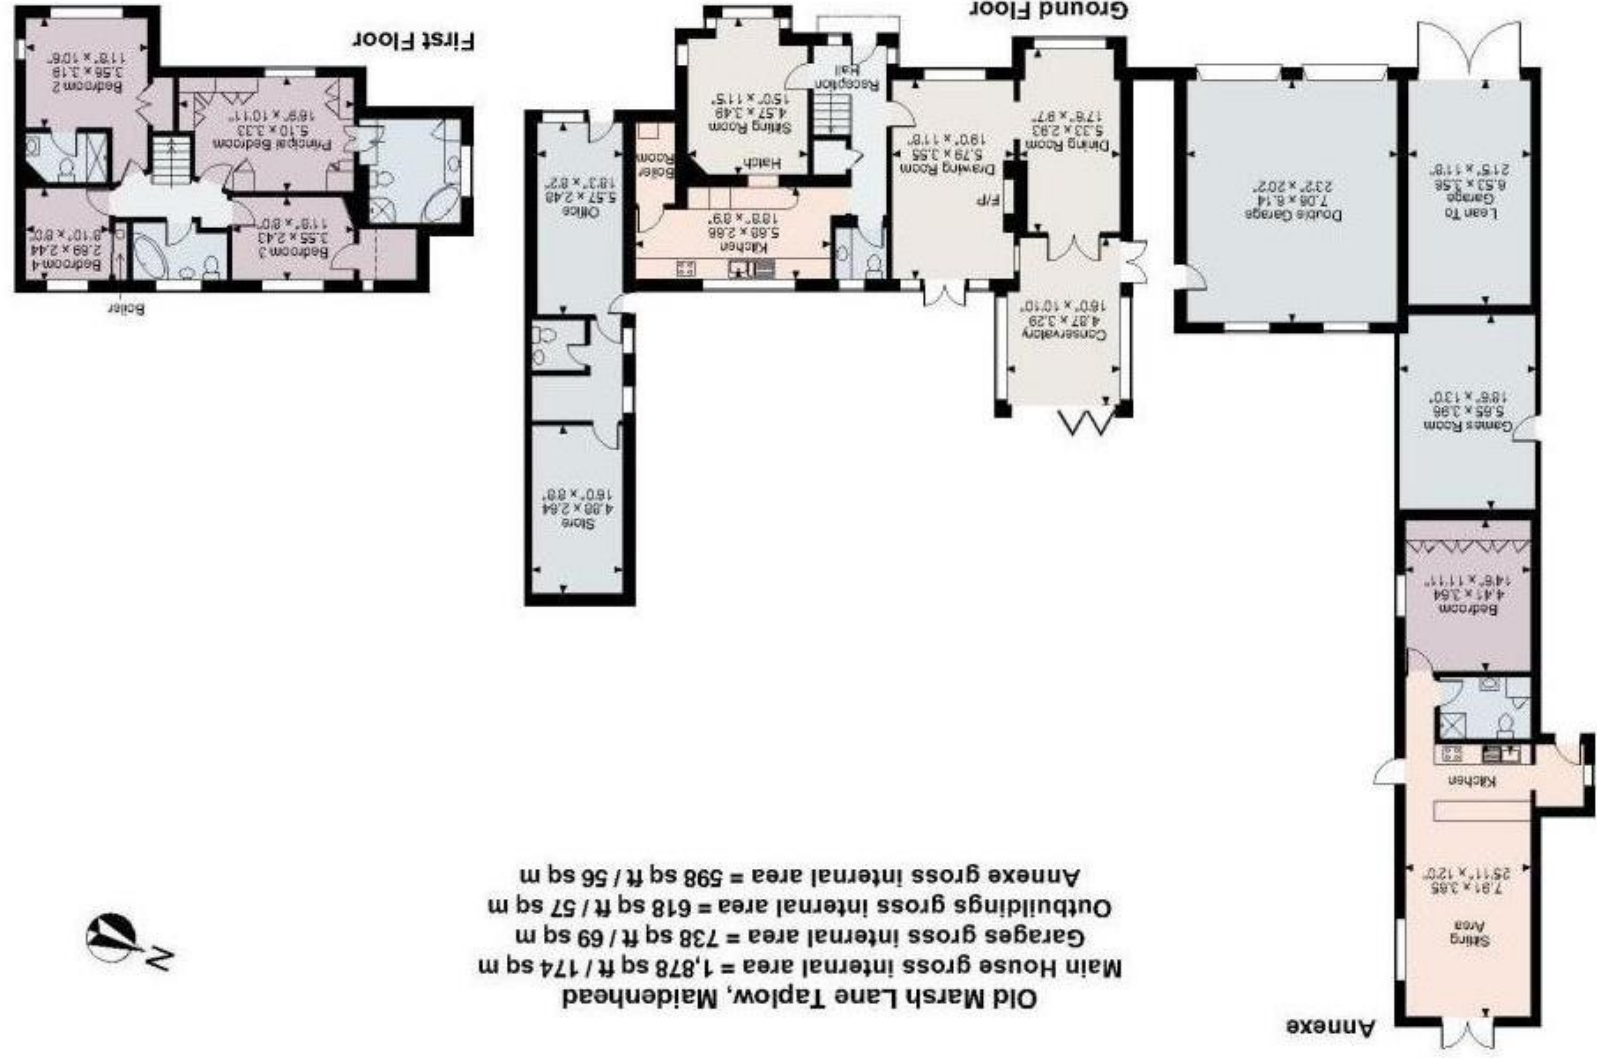 Annexe
Old Marsh Lane Taplow, Maidenhead
Main House gross internal area = 1,878 sq ft / 174 sq m
Garages gross internal area = 738 sq ft / 69 sq m
Outbuildings gross internal area = 618 sq ft / 57 sq m
Annexe gross internal area = 598 sq ft / 56 sq m
N
Sitting
Area
7.91 x 3.65
25'11" x 12'0"
Kitchen
Bedroom
4.41 x 3.64
14'6" x 11'11"
Games Room
5.65 x 3.96
18'6" x 13'0"
Lean To
Garage
6.53 x 3.56
21'5" x 11'8"
Double Garage
7.06 x 6.14
23'2" x 20'2"
Conservatory
4.87 x 3.29
16'0" x 10'10"
Dining Room
5.33 x 2.93
17'6" x 9'7"
F/P
Drawing Room
5.79 x 3.55
19'0" x 11'8"
Kitchen
5.68 x 2.66
18'8" x 8'9"
Hatch
Sitting Room
4.57 x 3.49
15'0" x 11'5"
Reception
Hall
Boiler
Room
Store
4.88 x 2.64
16'0" x 8'8"
Office
5.57 x 2.48
18'3" x 8'2"
Ground Floor
Boiler
Bedroom 3
3.55 x 2.43
11'8" x 8'0"
Bedroom 4
2.69 x 2.44
8'10" x 8'0"
Principal Bedroom
5.10 x 3.33
16'9" x 10'11"
Bedroom 2
3.56 x 3.19
11'8" x 10'6"
First Floor